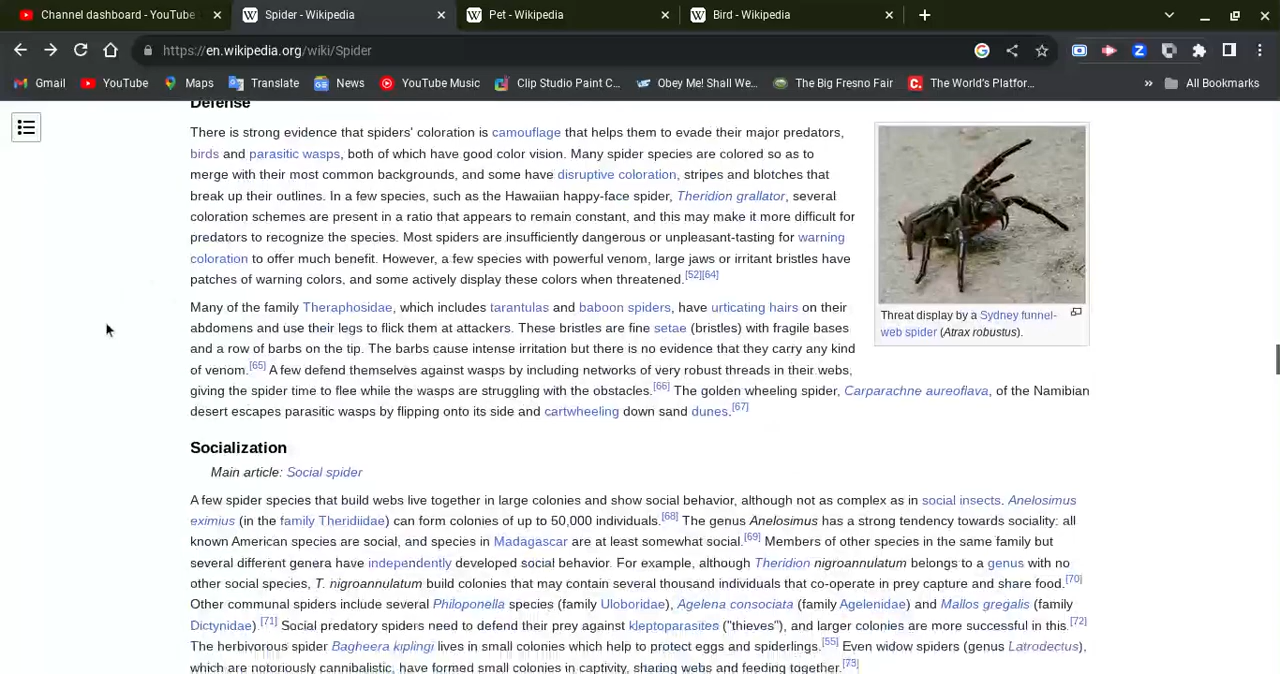 Channel dashboard - YouTube
Spider - Wikipedia
Pet - Wikipedia
Bird - Wikipedia
https://en.wikipedia.org/wiki/Spider
Gmail
YouTube
Maps
Translate
News
YouTube Music
Clip Studio Paint C...
Obey Me! Shall We...
The Big Fresno Fair
The World's Platfor...
»
All Bookmarks
Defense
There is strong evidence that spiders' coloration is camouflage that helps them to evade their major predators,
birds and parasitic wasps, both of which have good color vision. Many spider species are colored so as to
merge with their most common backgrounds, and some have disruptive coloration, stripes and blotches that
break up their outlines. In a few species, such as the Hawaiian happy-face spider, Theridion grallator, several
coloration schemes are present in a ratio that appears to remain constant, and this may make it more difficult for
predators to recognize the species. Most spiders are insufficiently dangerous or unpleasant-tasting for warning
coloration to offer much benefit. However, a few species with powerful venom, large jaws or irritant bristles have
patches of warning colors, and some actively display these colors when threatened.[52][64]
Threat display by a Sydney funnel-
web spider (Atrax robustus).
Many of the family Theraphosidae, which includes tarantulas and baboon spiders, have urticating hairs on their
abdomens and use their legs to flick them at attackers. These bristles are fine setae (bristles) with fragile bases
and a row of barbs on the tip. The barbs cause intense irritation but there is no evidence that they carry any kind
of venom.[65] A few defend themselves against wasps by including networks of very robust threads in their webs,
giving the spider time to flee while the wasps are struggling with the obstacles.[66] The golden wheeling spider, Carparachne aureoflava, of the Namibian
desert escapes parasitic wasps by flipping onto its side and cartwheeling down sand dunes.[67]
Socialization
Main article: Social spider
A few spider species that build webs live together in large colonies and show social behavior, although not as complex as in social insects. Anelosimus
eximius (in the family Theridiidae) can form colonies of up to 50,000 individuals.[68] The genus Anelosimus has a strong tendency towards sociality: all
known American species are social, and species in Madagascar are at least somewhat social.[69] Members of other species in the same family but
several different genera have independently developed social behavior. For example, although Theridion nigroannulatum belongs to a genus with no
other social species, T. nigroannulatum build colonies that may contain several thousand individuals that co-operate in prey capture and share food.[70]
Other communal spiders include several Philoponella species (family Uloboridae), Agelena consociata (family Agelenidae) and Mallos gregalis (family
Dictynidae).[71] Social predatory spiders need to defend their prey against kleptoparasites ("thieves"), and larger colonies are more successful in this.[72]
The herbivorous spider Bagheera kiplingi lives in small colonies which help to protect eggs and spiderlings.[55] Even widow spiders (genus Latrodectus),
which are notoriously cannibalistic, have formed small colonies in captivity, sharing webs and feeding together.[73]